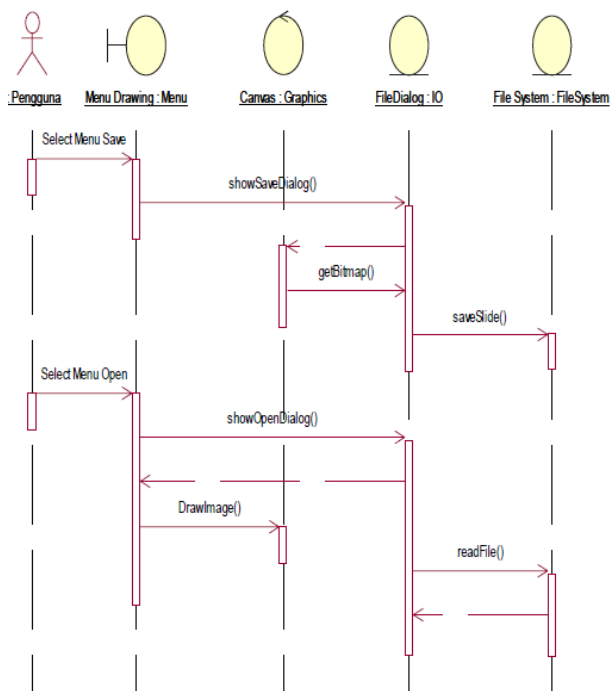 : Pengguna
Menu Drawing : Menu
Canvas : Graphics
FileDialog : IO
File System : FileSystem
Select Menu Save
showSaveDialog()
getBitmap()
saveSlide()
Select Menu Open
showOpenDialog()
DrawImage()
readFile()